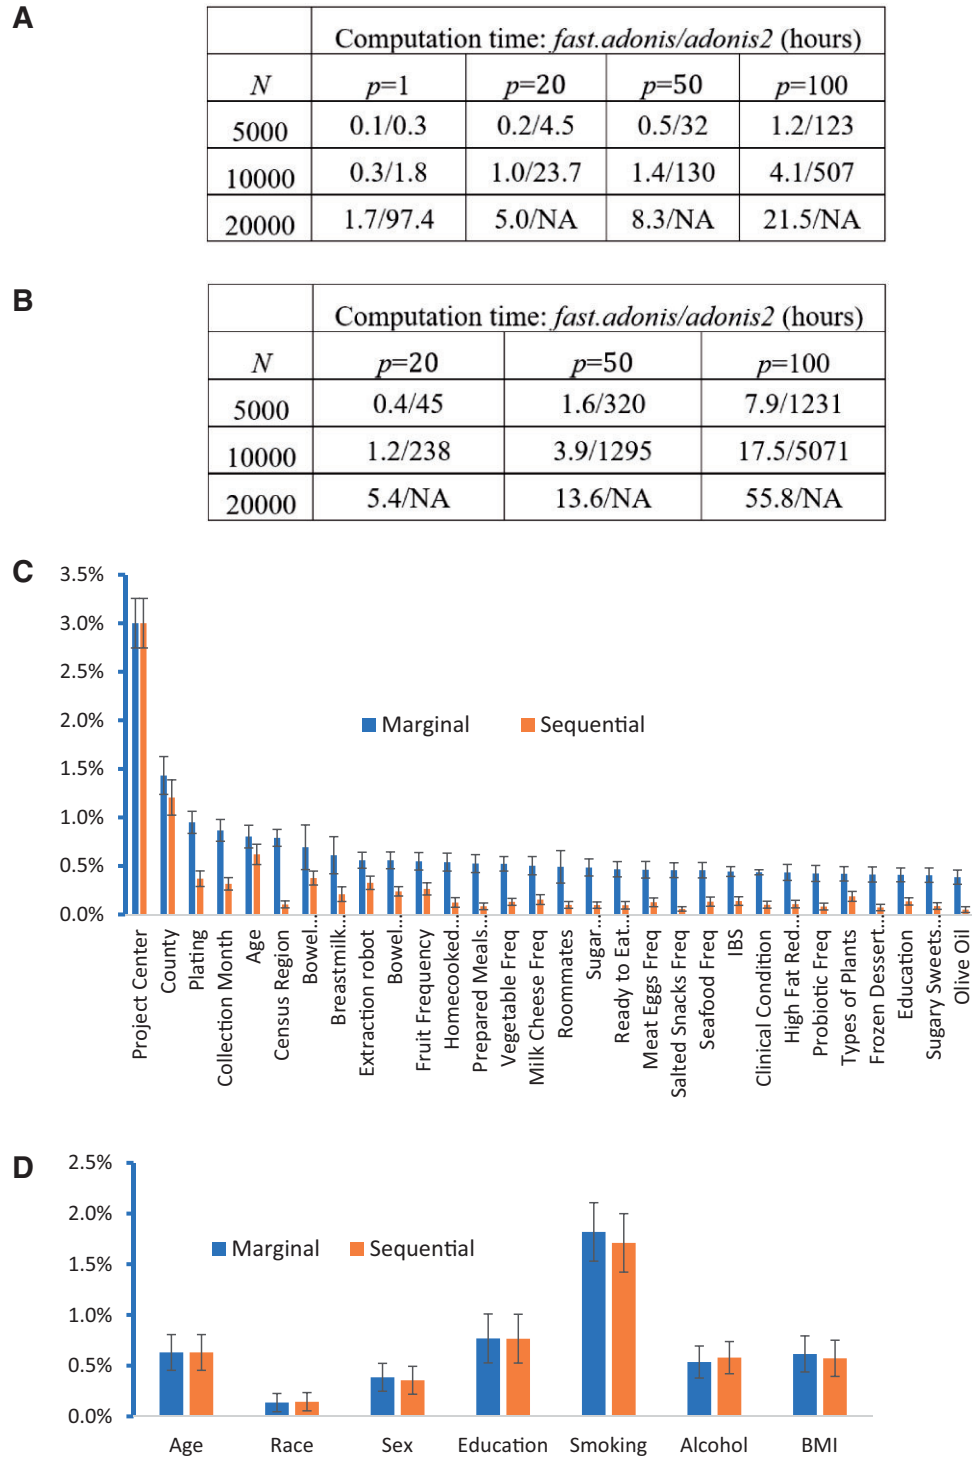 A
Computation time: fast.adonis/adonis2 (hours)
N p=1 p=20 p=50 p=100
5000 0.1/0.3 0.2/4.5 0.5/32 1.2/123
10000 0.3/1.8 1.0/23.7 1.4/130 4.1/507
20000 1.7/97.4 5.0/NA 8.3/NA 21.5/NA
B
Computation time: fast.adonis/adonis2 (hours)
N p=20 p=50 p=100
5000 0.4/45 1.6/320 7.9/1231
10000 1.2/238 3.9/1295 17.5/5071
20000 5.4/NA 13.6/NA 55.8/NA
C
3.5%
3.0%
2.5%
2.0%
1.5%
1.0%
0.5%
0.0%
Marginal Sequential
Project Center
County
Plating
Collection Month
Age
Census Region
Bowel...
Breastmilk...
Extraction robot
Bowel...
Fruit Frequency
Homecooked...
Prepared Meals...
Vegetable Freq
Milk Cheese Freq
Roommates
Sugar...
Ready to Eat...
Meat Eggs Freq
Salted Snacks Freq
Seafood Freq
IBS
Clinical Condition
High Fat Red...
Probiotic Freq
Types of Plants
Frozen Dessert...
Education
Sugary Sweets...
Olive Oil
D
2.5%
2.0%
1.5%
1.0%
0.5%
0.0%
Marginal Sequential
Age Race Sex Education Smoking Alcohol BMI